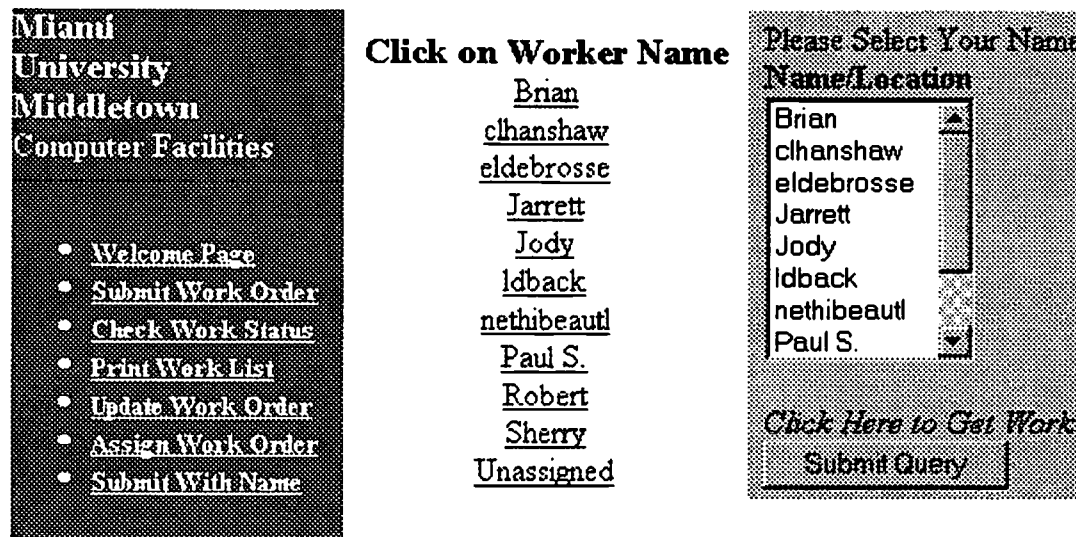 Miami
University
Middletown
Computer Facilities
Welcome Page
Submit Work Order
Check Work Status
Print Work List
Update Work Order
Assign Work Order
Submit With Name
Click on Worker Name
Brian
clhanshaw
eldebrosse
Jarrett
Jody
ldback
nethibeautl
Paul S.
Robert
Sherry
Unassigned
Please Select Your Name
Name/Location
Brian
clhanshaw
eldebrosse
Jarrett
Jody
ldback
nethibeautl
Paul S.
Click Here to Get Work
Submit Query